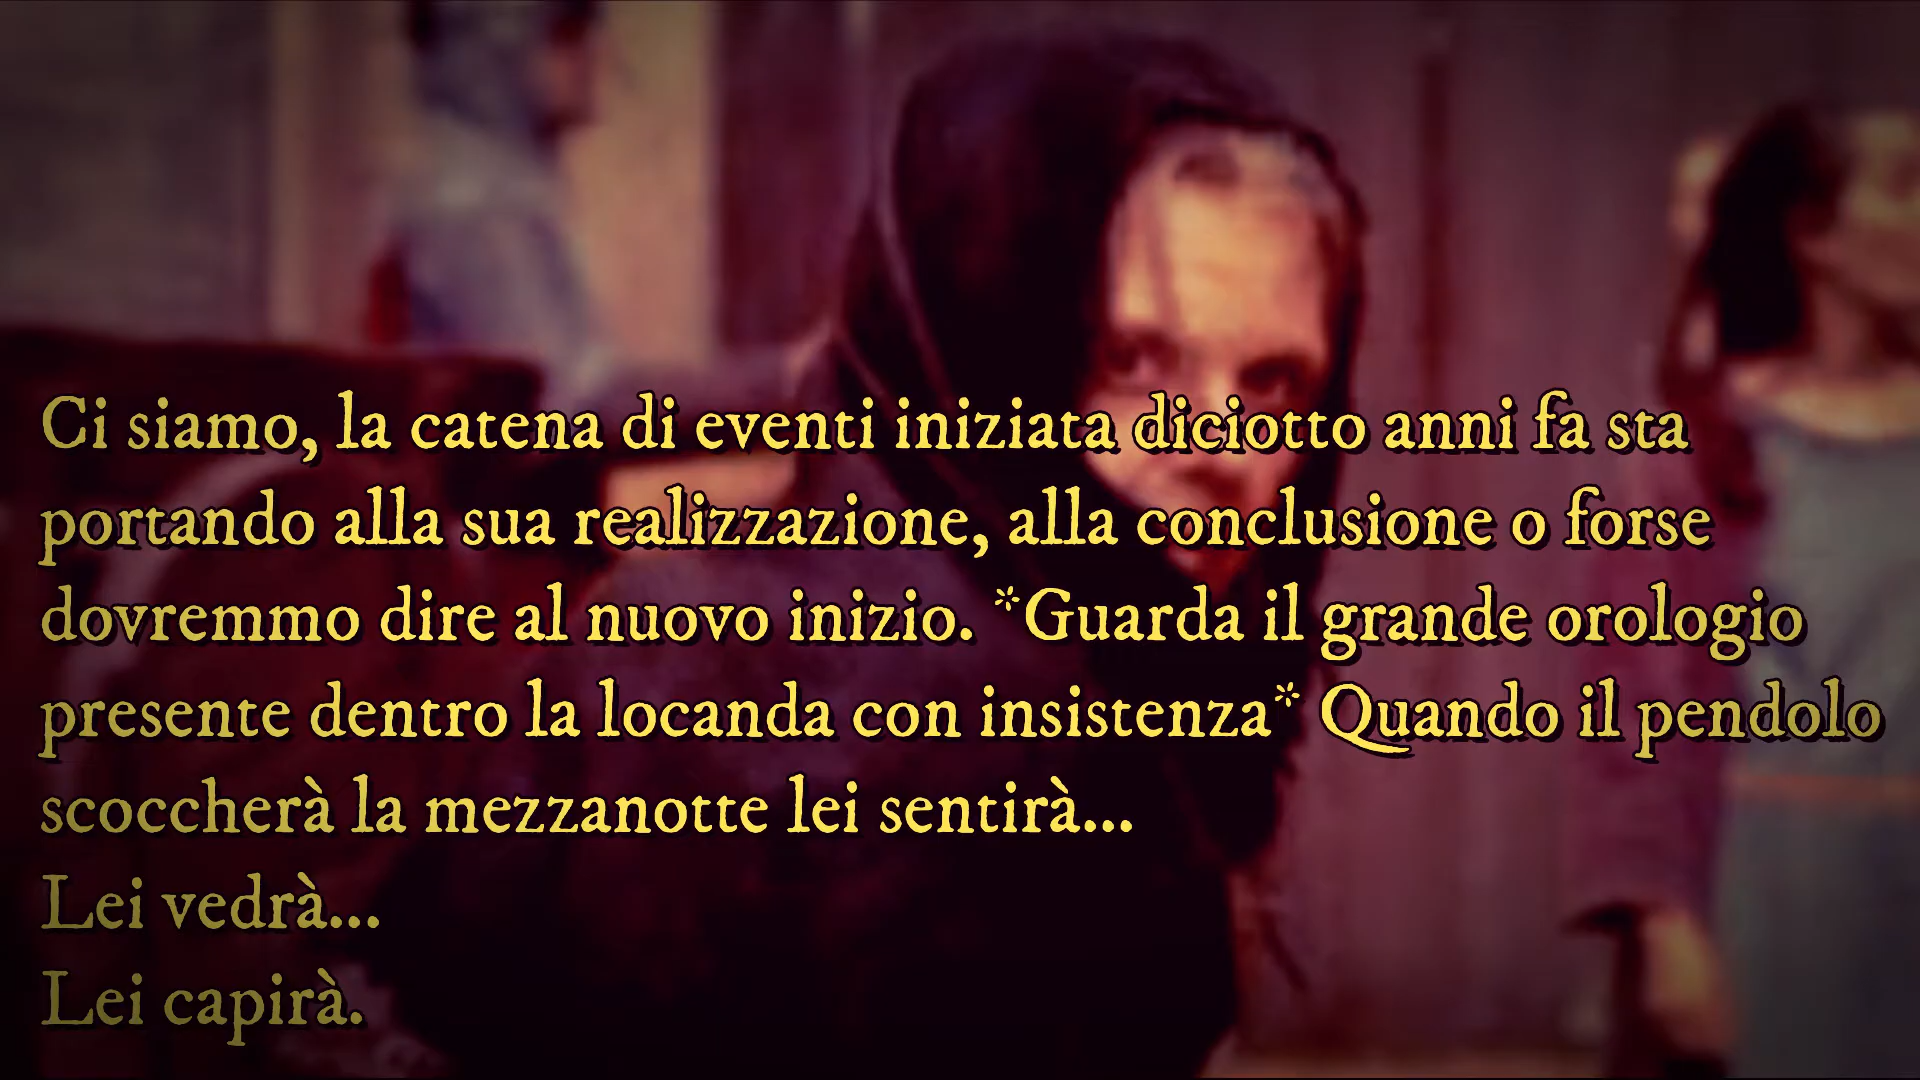 Ci siamo, la catena di eventi iniziata diciotto anni fa sta
portando alla sua realizzazione, alla conclusione o forse
dovremmo dire al nuovo inizio. *Guarda il grande orologio
presente dentro la locanda con insistenza* Quando il pendolo
scoccherà la mezzanotte lei sentirà...
Lei vedrà...
Lei capirà.